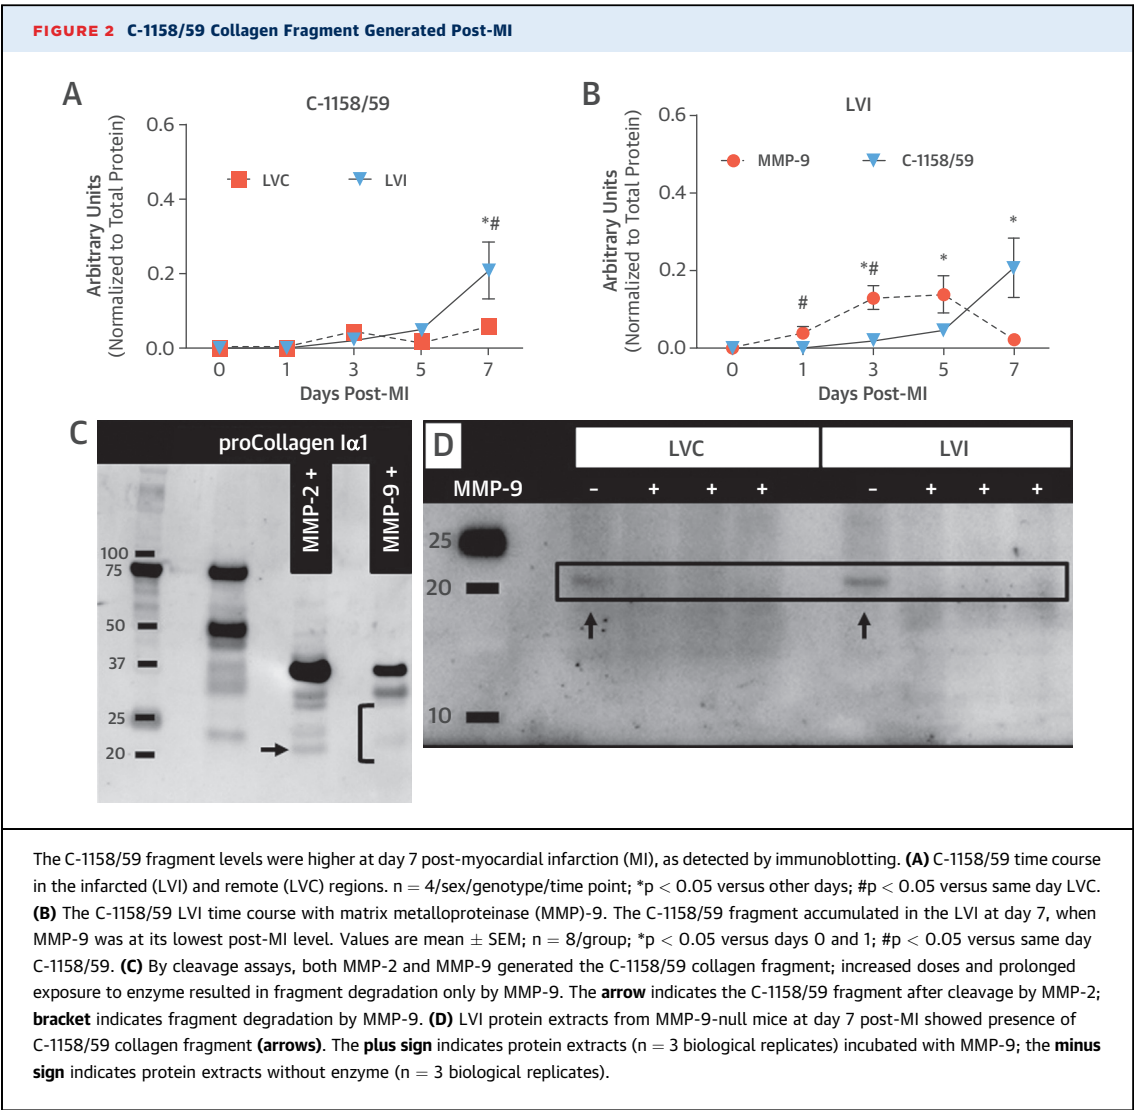 FIGURE 2 C-1158/59 Collagen Fragment Generated Post-MI
A
C-1158/59
Arbitrary Units
(Normalized to Total Protein)
0.6
0.4
0.2
0.0
LVC
LVI
*#
0 1 3 5 7
Days Post-MI
B
LVI
Arbitrary Units
(Normalized to Total Protein)
0.6
0.4
0.2
0.0
MMP-9
C-1158/59
#
*#
*
*
0 1 3 5 7
Days Post-MI
C
proCollagen Iα1
MMP-2 +
MMP-9 +
100
75
50
37
25
20
D
LVC
LVI
MMP-9 – + + + – + + +
25
20
10
The C-1158/59 fragment levels were higher at day 7 post-myocardial infarction (MI), as detected by immunoblotting. (A) C-1158/59 time course
in the infarcted (LVI) and remote (LVC) regions. n = 4/sex/genotype/time point; *p < 0.05 versus other days; #p < 0.05 versus same day LVC.
(B) The C-1158/59 LVI time course with matrix metalloproteinase (MMP)-9. The C-1158/59 fragment accumulated in the LVI at day 7, when
MMP-9 was at its lowest post-MI level. Values are mean ± SEM; n = 8/group; *p < 0.05 versus days 0 and 1; #p < 0.05 versus same day
C-1158/59. (C) By cleavage assays, both MMP-2 and MMP-9 generated the C-1158/59 collagen fragment; increased doses and prolonged
exposure to enzyme resulted in fragment degradation only by MMP-9. The arrow indicates the C-1158/59 fragment after cleavage by MMP-2;
bracket indicates fragment degradation by MMP-9. (D) LVI protein extracts from MMP-9-null mice at day 7 post-MI showed presence of
C-1158/59 collagen fragment (arrows). The plus sign indicates protein extracts (n = 3 biological replicates) incubated with MMP-9; the minus
sign indicates protein extracts without enzyme (n = 3 biological replicates).